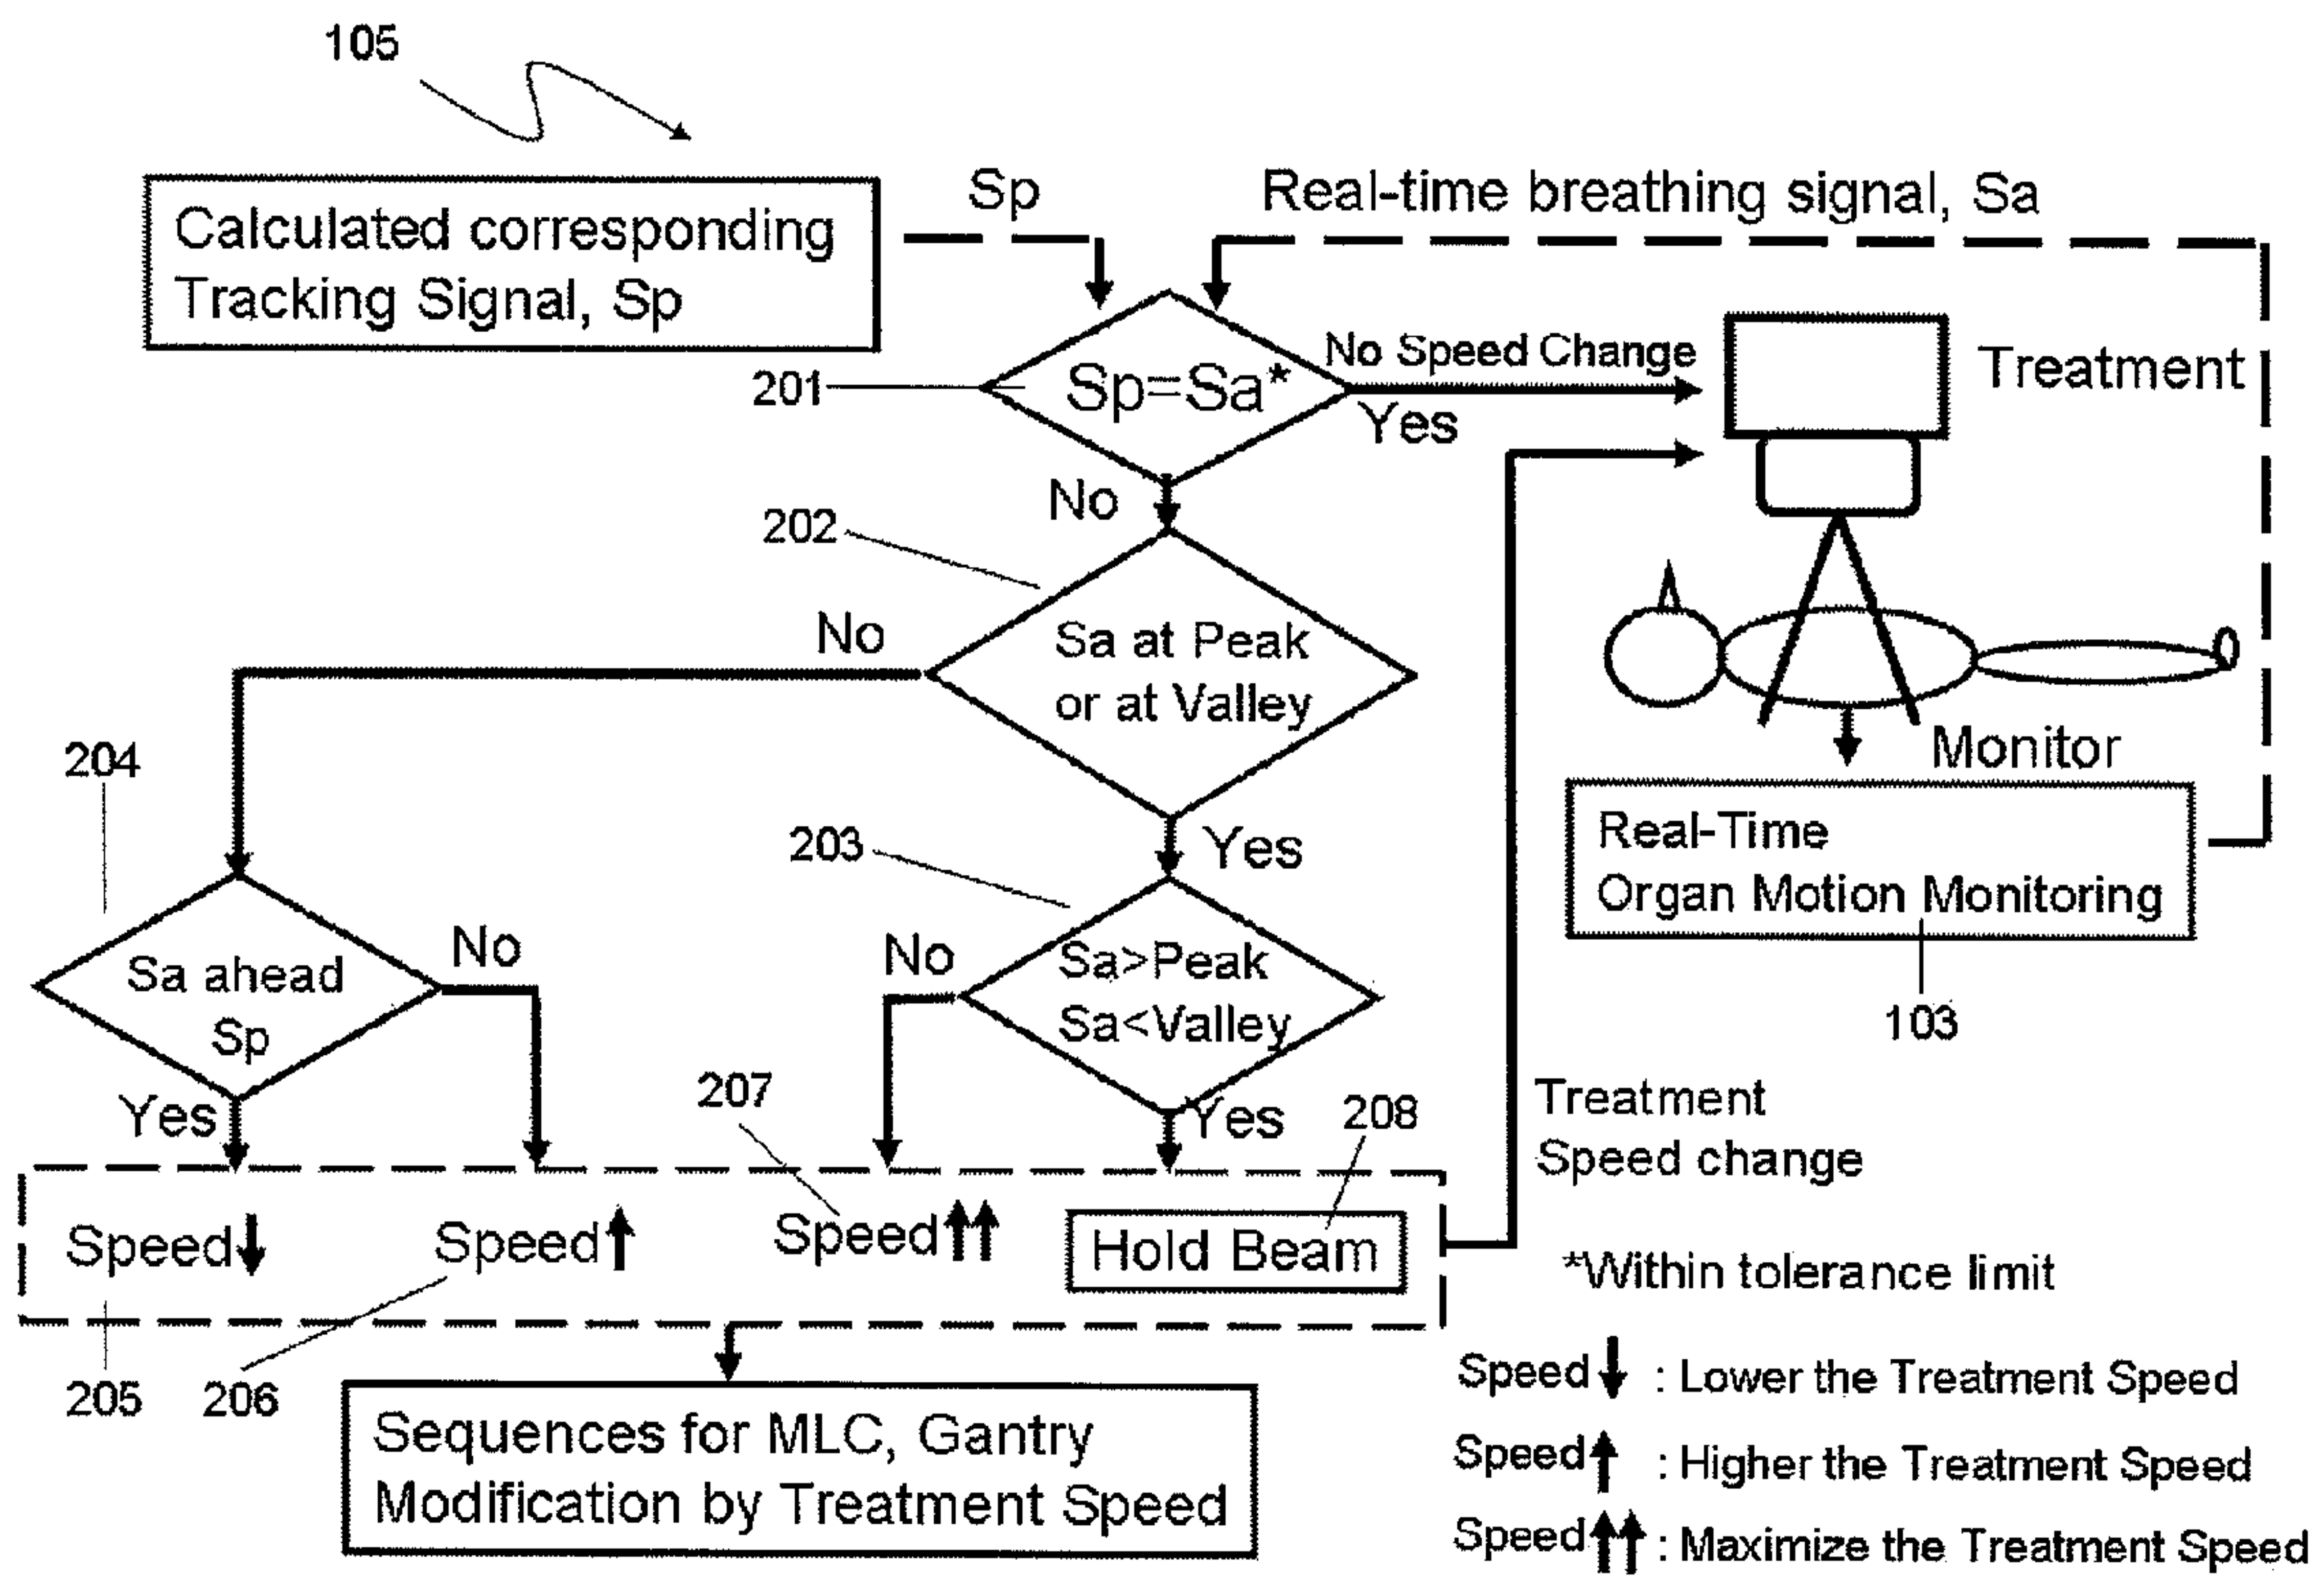 105
Calculated corresponding
Tracking Signal, Sp
Sp
Real-time breathing signal, Sa
201
Sp=Sa*
No Speed Change
Yes
Treatment
No
202
Sa at Peak
or at Valley
No
Yes
Monitor
Real-Time
Organ Motion Monitoring
103
204
Sa ahead
Sp
No
Yes
203
Sa>Peak
Sa<Valley
No
Yes
207
208
Treatment
Speed change
Speed↓
Speed↑
Speed↑↑
Hold Beam
205
206
Sequences for MLC, Gantry
Modification by Treatment Speed
*Within tolerance limit
Speed↓ : Lower the Treatment Speed
Speed↑ : Higher the Treatment Speed
Speed↑↑ : Maximize the Treatment Speed